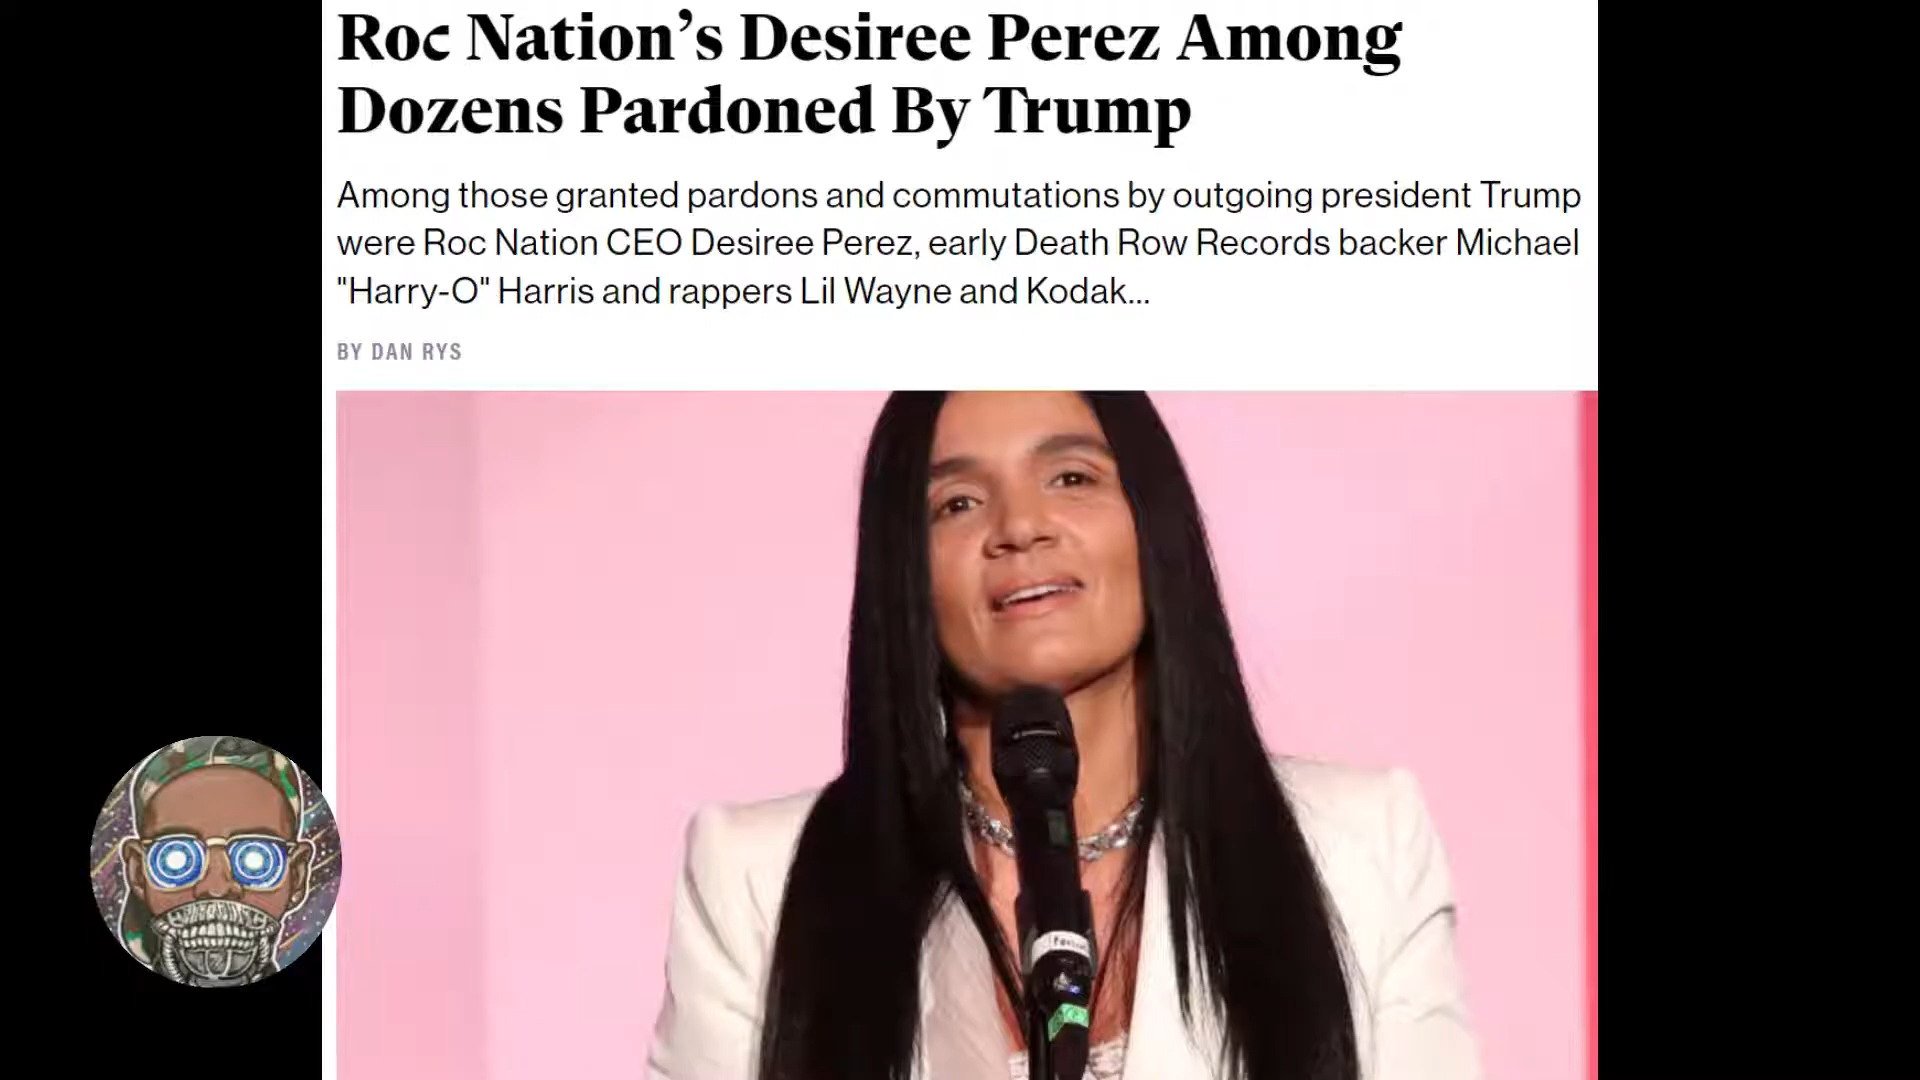 Roc Nation’s Desiree Perez Among
Dozens Pardoned By Trump
Among those granted pardons and commutations by outgoing president Trump
were Roc Nation CEO Desiree Perez, early Death Row Records backer Michael
"Harry-O" Harris and rappers Lil Wayne and Kodak...
BY DAN RYS